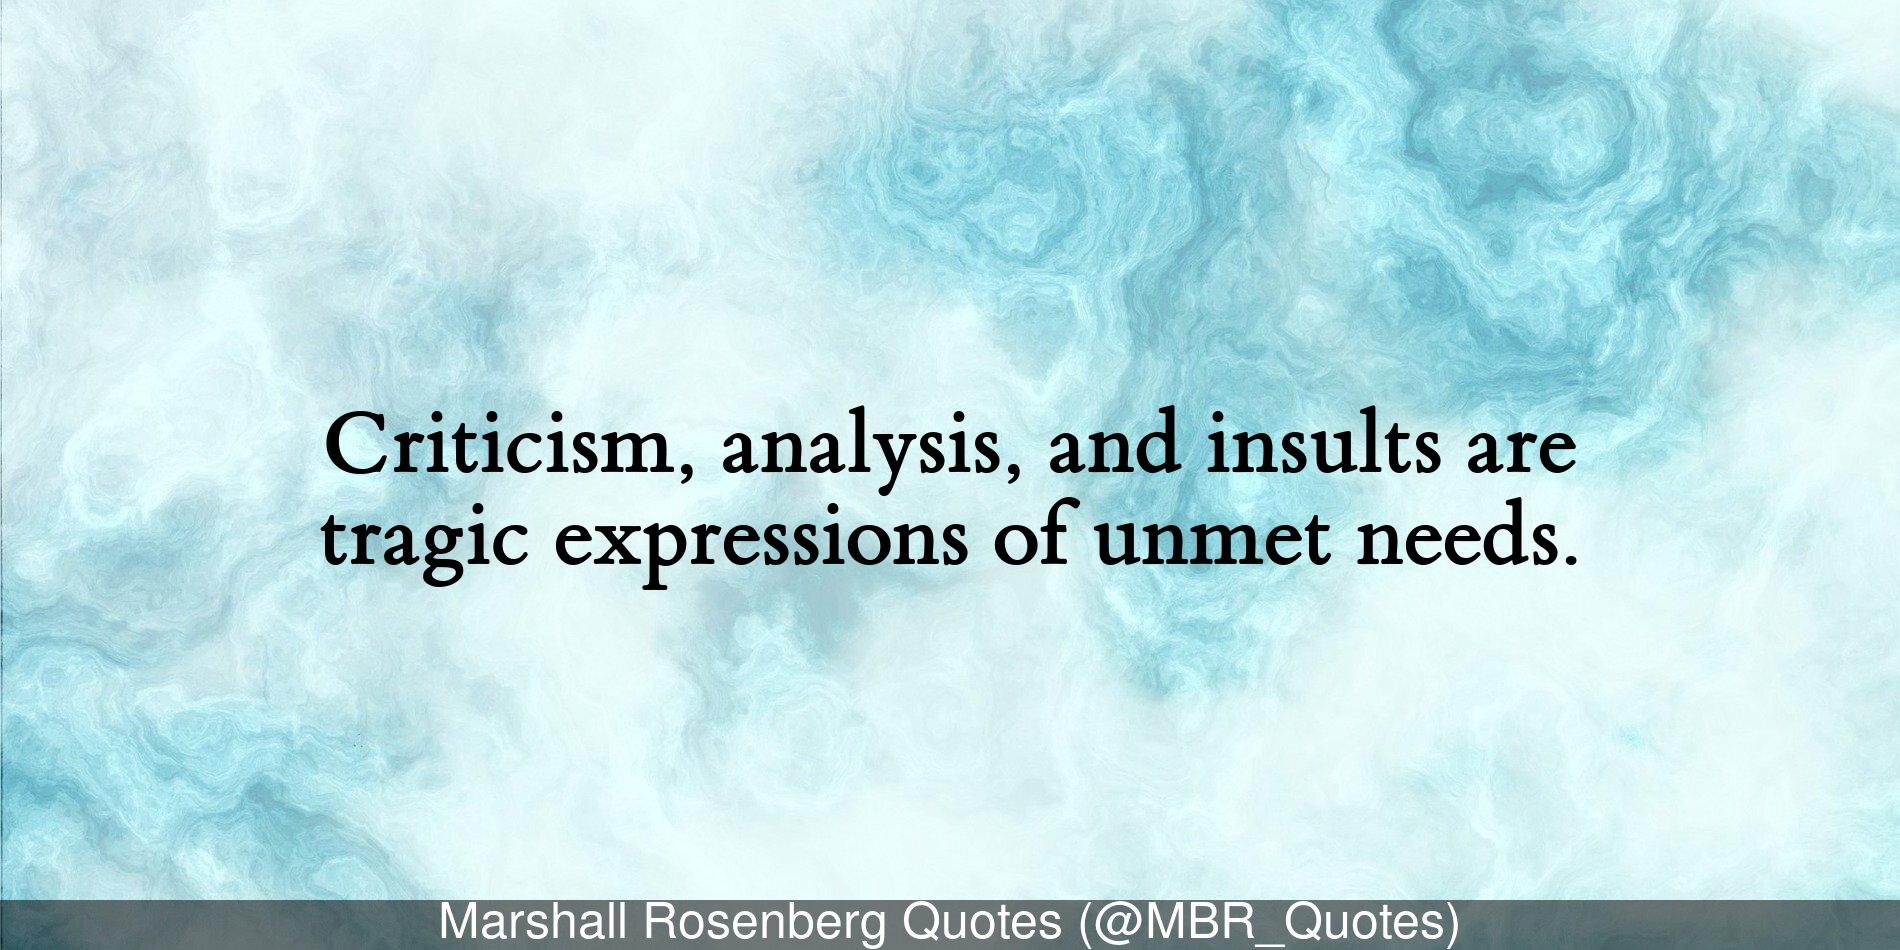 Criticism, analysis, and insults are
tragic expressions of unmet needs.
Marshall Rosenberg Quotes (@MBR_Quotes)